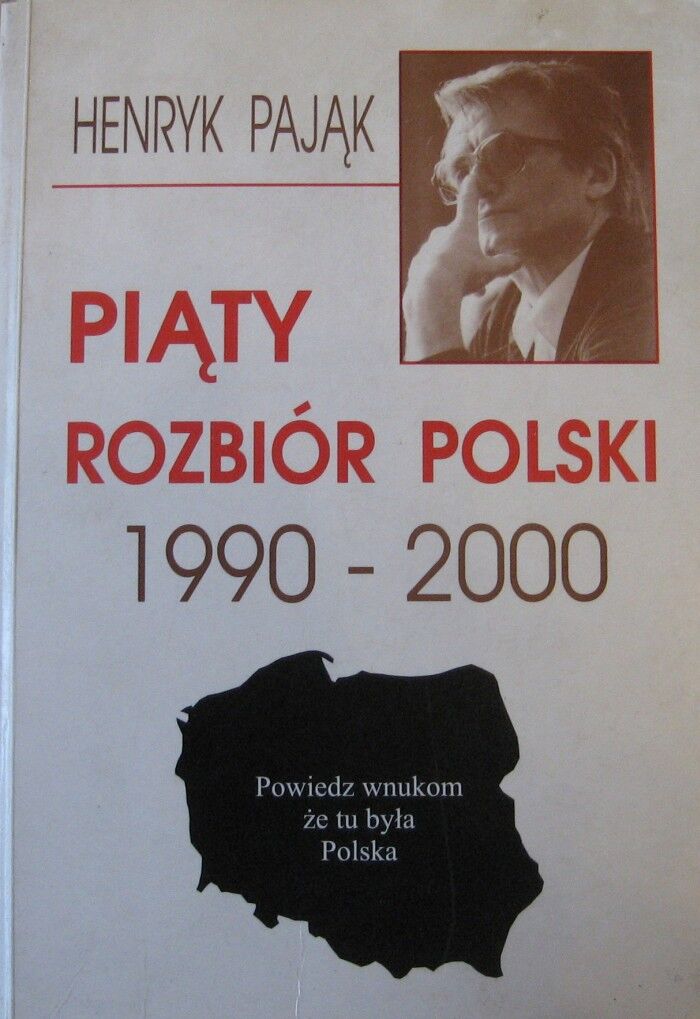 HENRYK PAJĄK
PIĄTY
ROZBIÓR POLSKI
1990 - 2000
Powiedz wnukom
że tu była
Polska